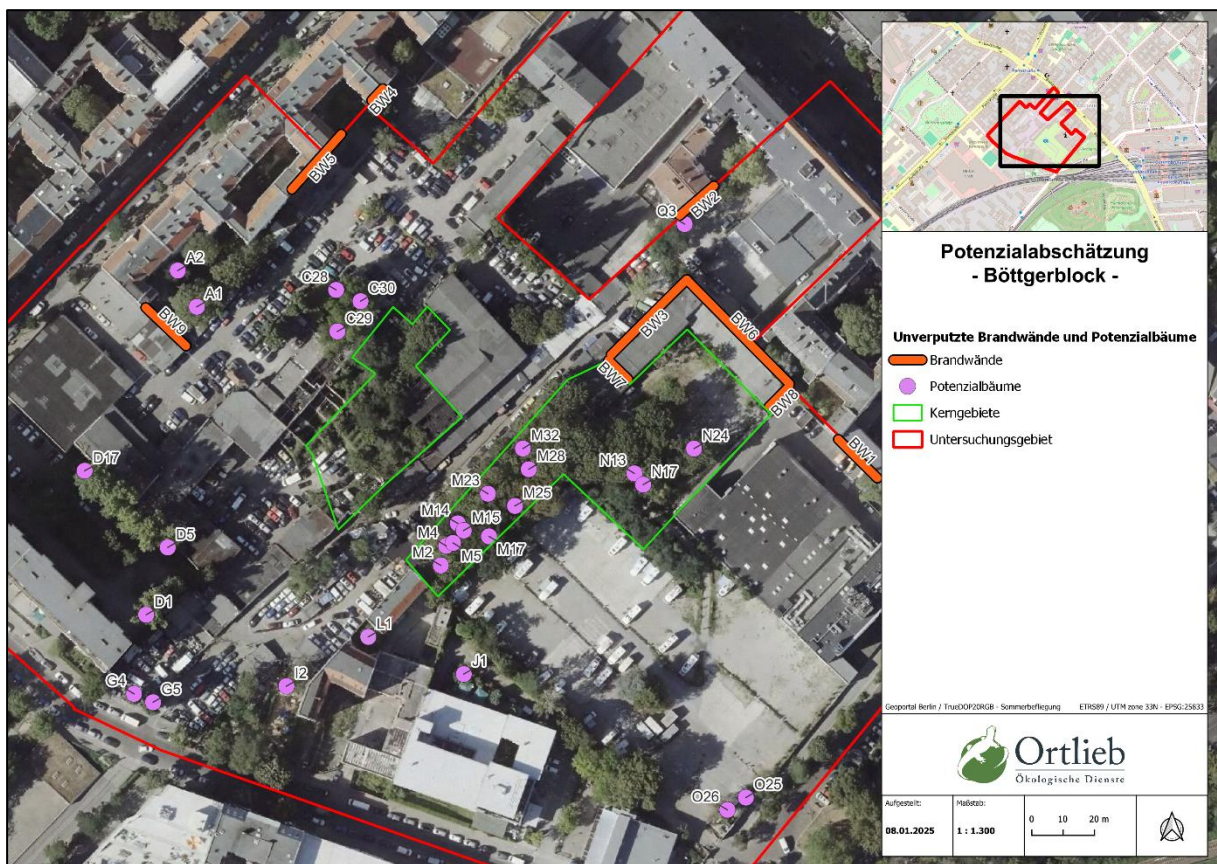 BW4
BW5
Q3
BW2
A2
A1
BW9
C28
C30
C29
BW3
BW6
BW7
BW8
BW1
D17
M32
M28
N24
N13
N17
M23
M25
M14
M15
M4
M17
M2
M5
D5
D1
L1
J1
I2
G4
G5
O25
O26
Potenzialabschätzung
- Böttgerblock -
Unverputzte Brandwände und Potenzialbäume
Brandwände
Potenzialbäume
Kerngebiete
Untersuchungsgebiet
Geoportal Berlin / TrueDOP20RGB - Sommerbefliegung ETRS89 / UTM zone 33N - EPSG:25833
Ortlieb
Ökologische Dienste
Aufgestellt:
08.01.2025
Maßstab:
1 : 1.300
0 10 20 m